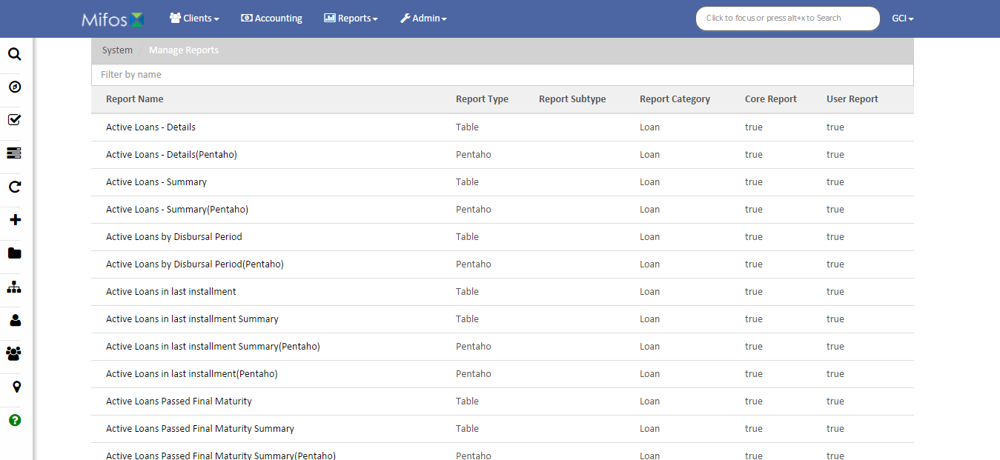 Mifos Clients Accounting Reports Admin Click to focus or press alt+x to Search GCI
System / Manage Reports
Filter by name
Report Name Report Type Report Subtype Report Category Core Report User Report
Active Loans - Details Table Loan true true
Active Loans - Details(Pentaho) Pentaho Loan true true
Active Loans - Summary Table Loan true true
Active Loans - Summary(Pentaho) Pentaho Loan true true
Active Loans by Disbursal Period Table Loan true true
Active Loans by Disbursal Period(Pentaho) Pentaho Loan true true
Active Loans in last installment Table Loan true true
Active Loans in last installment Summary Table Loan true true
Active Loans in last installment Summary(Pentaho) Pentaho Loan true true
Active Loans in last installment(Pentaho) Pentaho Loan true true
Active Loans Passed Final Maturity Table Loan true true
Active Loans Passed Final Maturity Summary Table Loan true true
Active Loans Passed Final Maturity Summary(Pentaho) Pentaho Loan true true